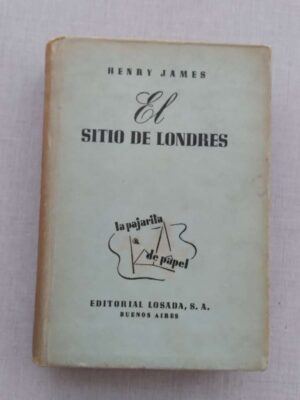 HENRY JAMES
El
SITIO DE LONDRES
la pajarita
de papel
EDITORIAL LOSADA, S. A.
BUENOS AIRES